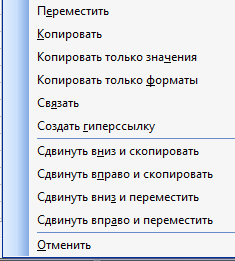 Переместить
Копировать
Копировать только значения
Копировать только форматы
Связать
Создать гиперссылку
Сдвинуть вниз и скопировать
Сдвинуть вправо и скопировать
Сдвинуть вниз и переместить
Сдвинуть вправо и переместить
Отменить